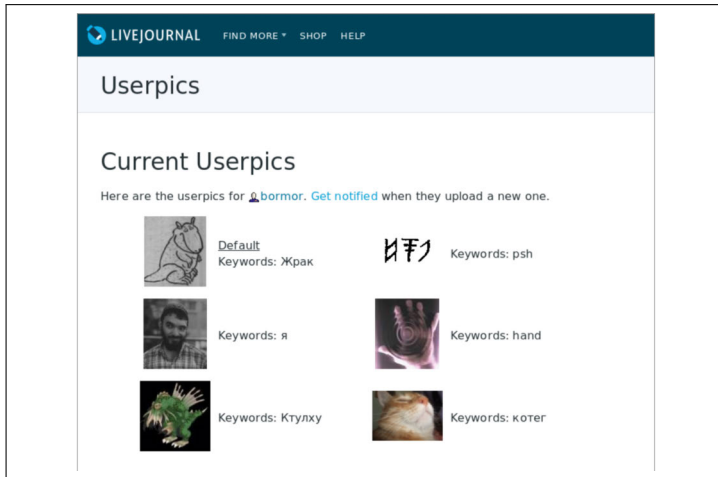 LIVEJOURNAL FIND MORE SHOP HELP
Userpics
Current Userpics
Here are the userpics for bormor. Get notified when they upload a new one.
Default
Keywords: Жрак
Keywords: psh
Keywords: я
Keywords: hand
Keywords: Ктулху
Keywords: котег